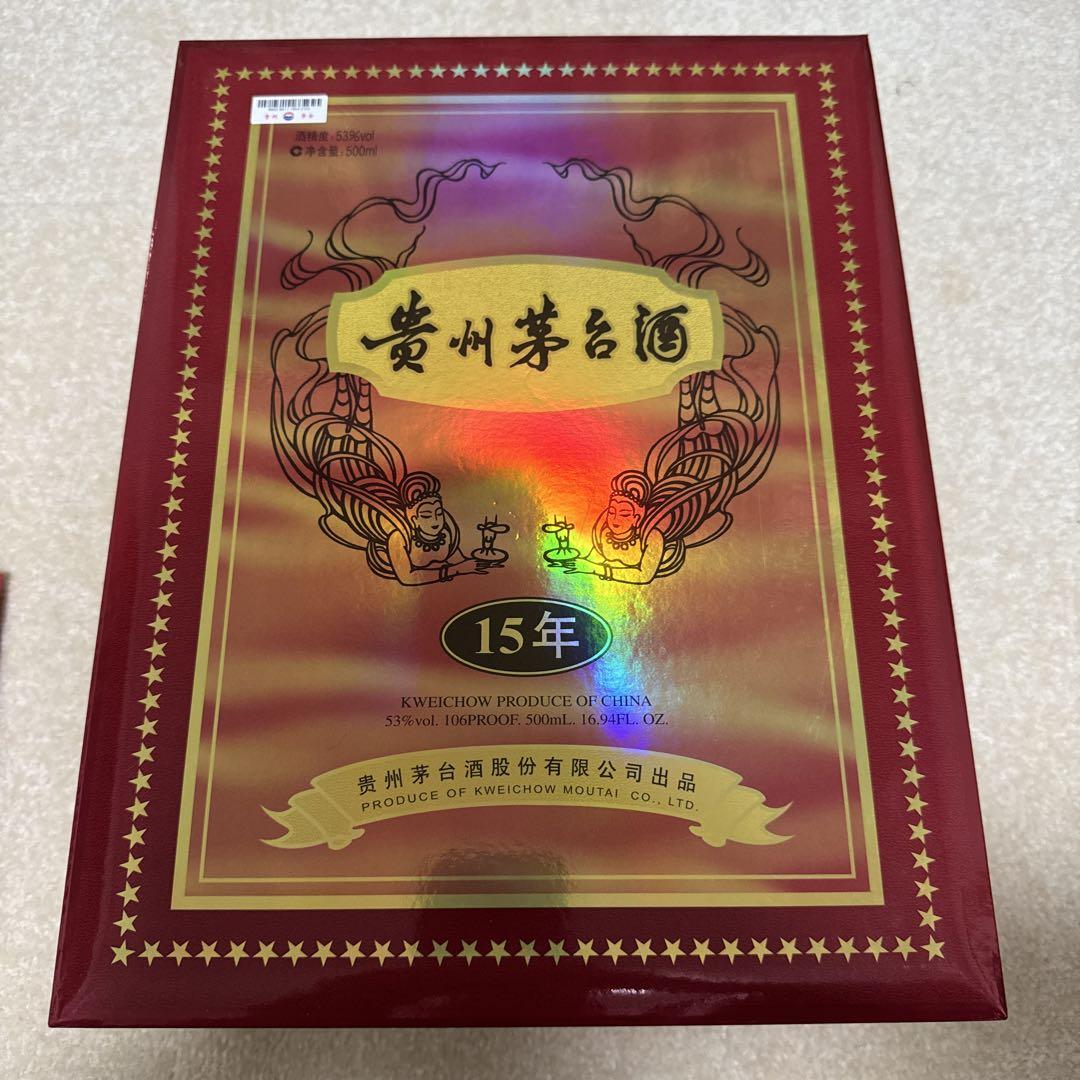 酒精度：53%vol
净含量：500ml
贵州茅台酒
15年
KWEICHOW PRODUCE OF CHINA
53%vol. 106PROOF. 500mL. 16.94FL. OZ.
贵州茅台酒股份有限公司出品
PRODUCE OF KWEICHOW MOUTAI CO., LTD.